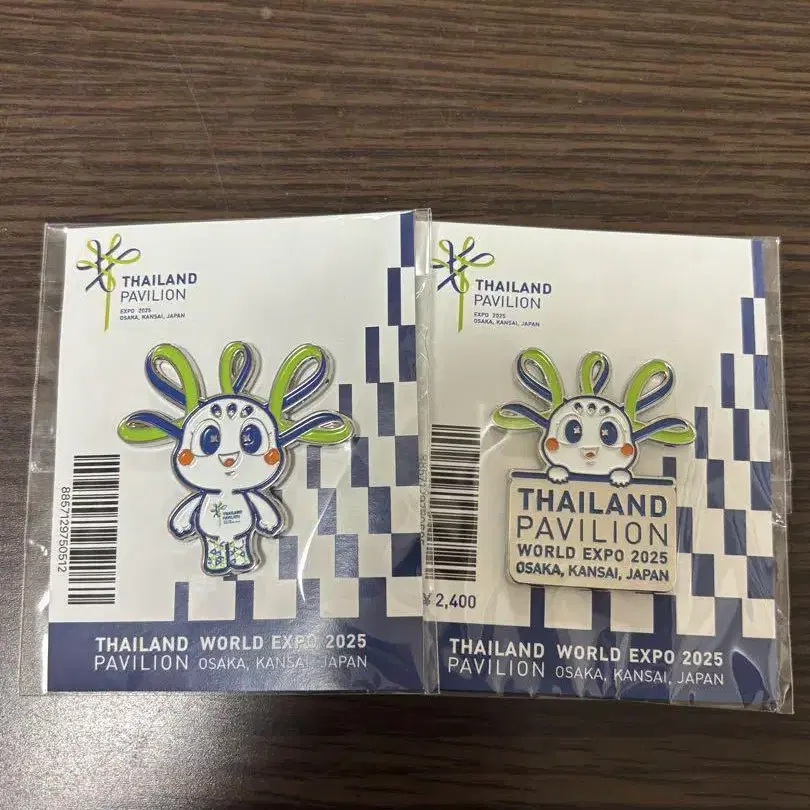 THAILAND
PAVILION
EXPO 2025
OSAKA, KANSAI, JAPAN
8857129750512
THAILAND
PAVILION
THAILAND WORLD EXPO 2025
PAVILION OSAKA, KANSAI, JAPAN
THAILAND
PAVILION
EXPO 2025
OSAKA, KANSAI, JAPAN
THAILAND
PAVILION
WORLD EXPO 2025
OSAKA, KANSAI, JAPAN
¥ 2,400
THAILAND WORLD EXPO 2025
PAVILION OSAKA, KANSAI, JAPAN